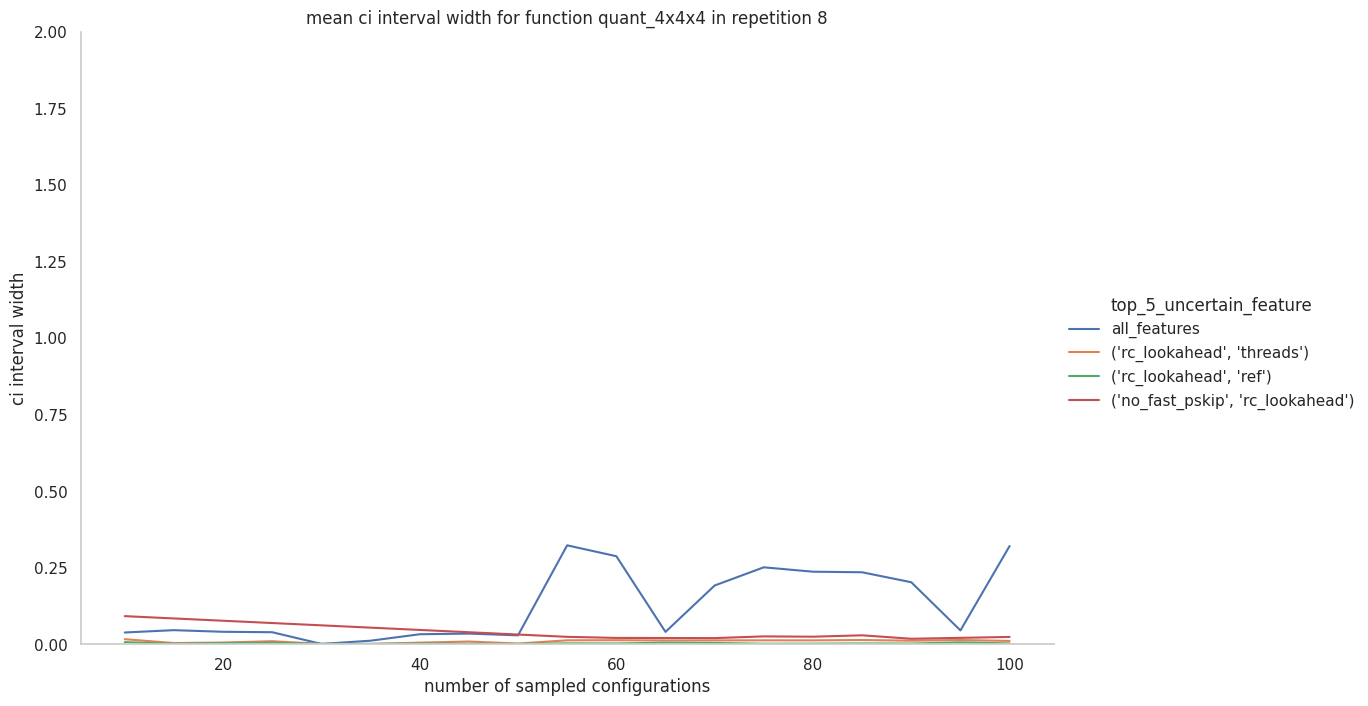 mean ci interval width for function quant_4x4x4 in repetition 8
2.00
1.75
1.50
1.25
1.00
0.75
0.50
0.25
0.00
ci interval width
20
40
60
80
100
number of sampled configurations
top_5_uncertain_feature
all_features
('rc_lookahead', 'threads')
('rc_lookahead', 'ref')
('no_fast_pskip', 'rc_lookahead')